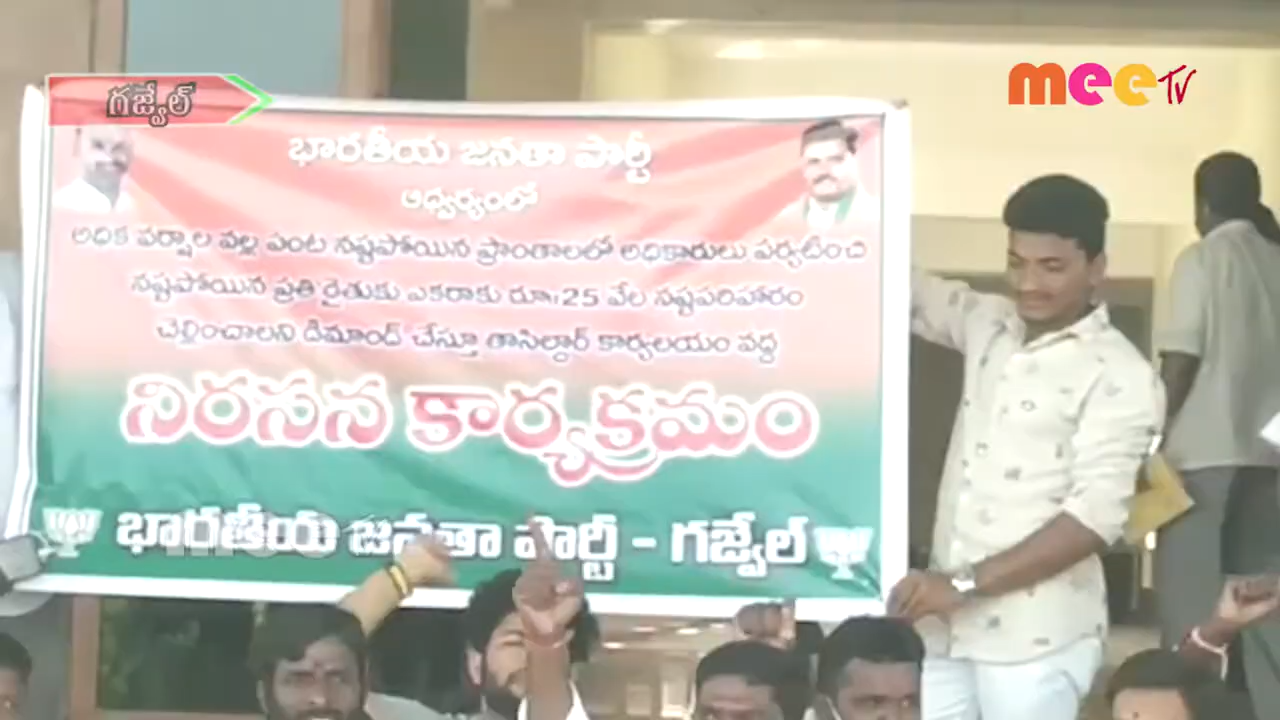 గజ్వేల్
meeTV
భారతీయ జనతా పార్టీ
ఆధ్వర్యంలో
అధిక వర్షాల వల్ల పంట నష్టపోయిన ప్రాంతాలలో అధికారులు పర్యటించి
నష్టపోయిన ప్రతి రైతుకు ఎకరాకు రూ॥25 వేల నష్టపరిహారం
చెల్లించాలని డిమాండ్ చేస్తూ తాసిల్దార్ కార్యలయం వద్ద
నిరసన కార్యక్రమం
భారతీయ జనతా పార్టీ - గజ్వేల్